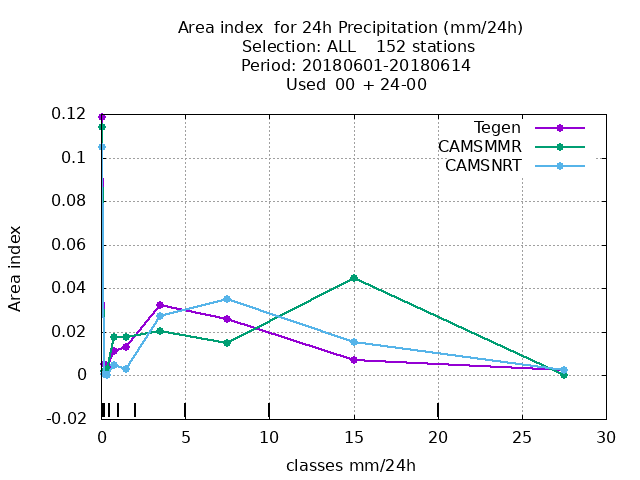 Area index  for 24h Precipitation (mm/24h)
Selection: ALL    152 stations
Period: 20180601-20180614
Used  00 + 24-00
0.12
0.1
0.08
0.06
0.04
0.02
0
-0.02
Area index
Tegen
CAMSMMR
CAMSNRT
0 5 10 15 20 25 30
classes mm/24h